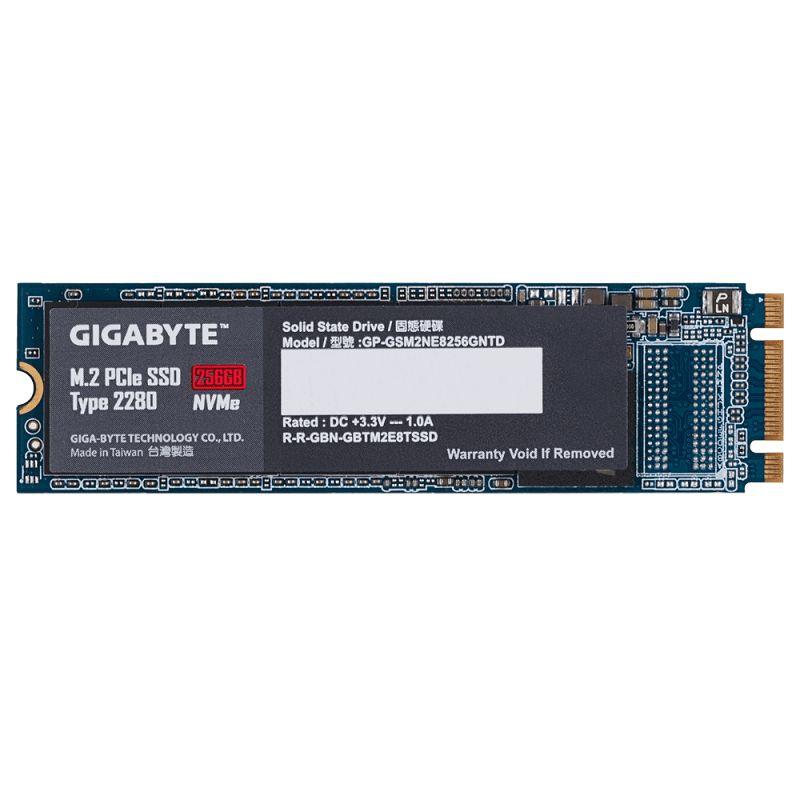 GIGABYTE™
M.2 PCIe SSD 256GB
Type 2280 NVMe
GIGA-BYTE TECHNOLOGY CO., LTD.
Made in Taiwan 台灣製造
Solid State Drive / 固態硬碟
Model / 型號 :GP-GSM2NE8256GNTD
Rated : DC +3.3V --- 1.0A
R-R-GBN-GBTM2E8TSSD
Warranty Void If Removed
P
LN